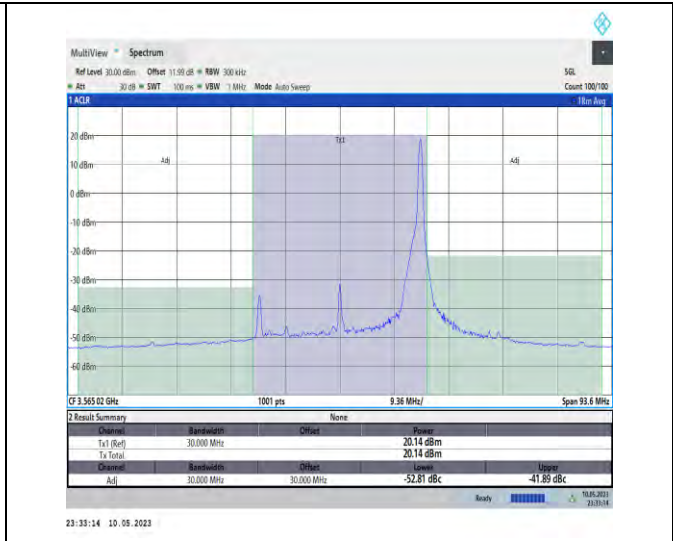 MultiView Spectrum
Ref Level 30.00 dBm Offset 11.99 dB RBW 300 kHz SGL
Att 30 dB SWT 100 ms VBW 1 MHz Mode Auto Sweep Count 100/100
1 ACLR 1Rm Avg
Tx1
20 dBm
Adj Adj
10 dBm
0 dBm
-10 dBm
-20 dBm
-30 dBm
-40 dBm
-50 dBm
-60 dBm
CF 3.565 02 GHz 1001 pts 9.36 MHz/ Span 93.6 MHz
2 Result Summary None
Channel Bandwidth Offset Power
Tx1 (Ref) 30.000 MHz 20.14 dBm
Tx Total 20.14 dBm
Channel Bandwidth Offset Lower Upper
Adj 30.000 MHz 30.000 MHz -52.81 dBc -41.89 dBc
Ready 10.05.2023
23:33:14
23:33:14 10.05.2023